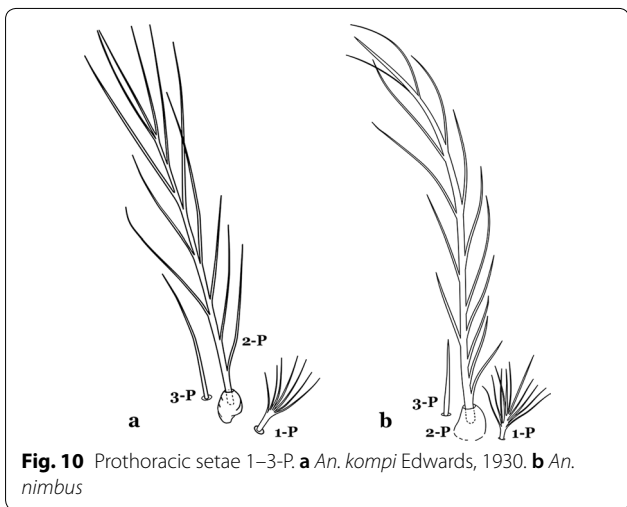 2-P
3-P
a
1-P
3-P
b
2-P
1-P
Fig. 10 Prothoracic setae 1–3-P. a An. kompi Edwards, 1930. b An.
nimbus